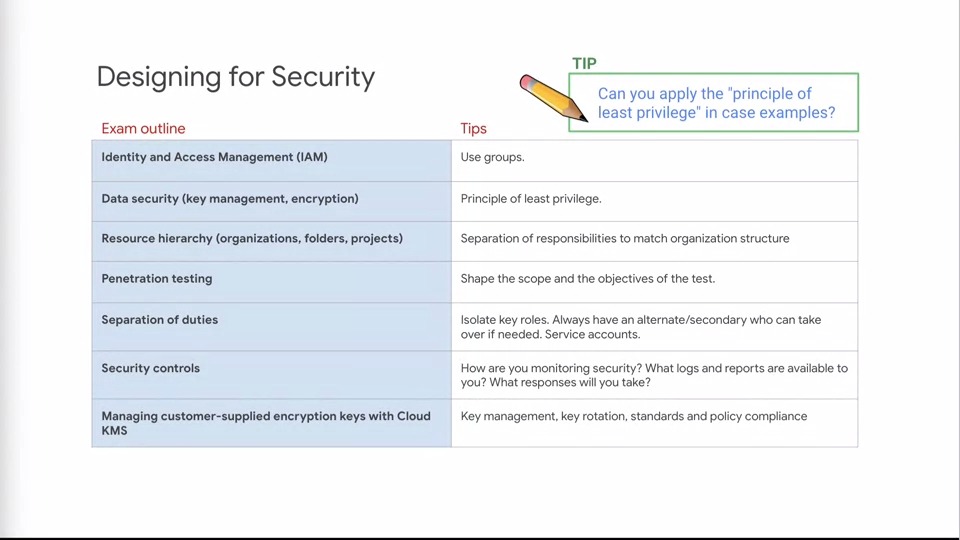 Designing for Security
TIP
Can you apply the "principle of
least privilege" in case examples?
Exam outline
Tips
Identity and Access Management (IAM)
Use groups.
Data security (key management, encryption)
Principle of least privilege.
Resource hierarchy (organizations, folders, projects)
Separation of responsibilities to match organization structure
Penetration testing
Shape the scope and the objectives of the test.
Separation of duties
Isolate key roles. Always have an alternate/secondary who can take
over if needed. Service accounts.
Security controls
How are you monitoring security? What logs and reports are available to
you? What responses will you take?
Managing customer-supplied encryption keys with Cloud
KMS
Key management, key rotation, standards and policy compliance